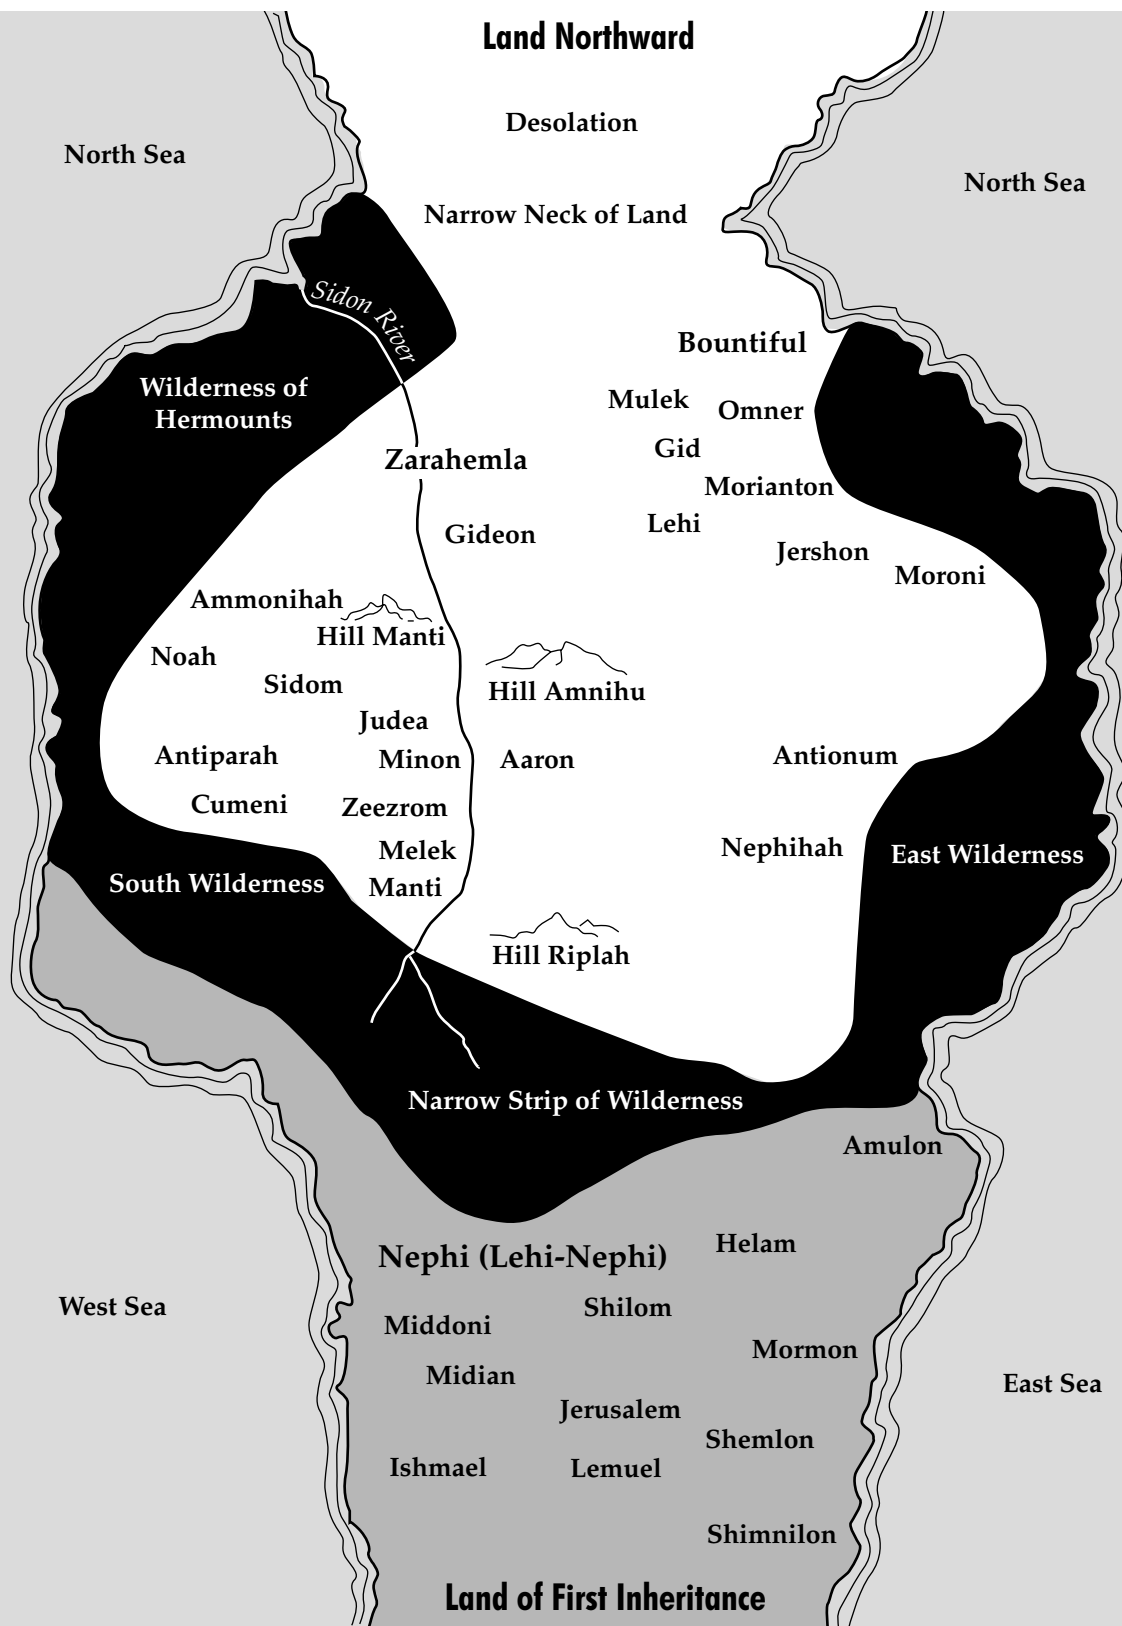 Land Northward
Desolation
North Sea
North Sea
Narrow Neck of Land
Sidon River
Bountiful
Wilderness of
Hermounts
Mulek
Omner
Gid
Zarahemla
Morianton
Lehi
Gideon
Jershon
Moroni
Ammonihah
Hill Manti
Noah
Sidom
Hill Amnihu
Judea
Antiparah
Minon
Aaron
Antionum
Cumeni
Zeezrom
Melek
Nephihah
East Wilderness
South Wilderness
Manti
Hill Riplah
Narrow Strip of Wilderness
Amulon
Helam
Nephi (Lehi-Nephi)
West Sea
Shilom
Middoni
Mormon
Midian
East Sea
Jerusalem
Shemlon
Ishmael
Lemuel
Shimnilon
Land of First Inheritance